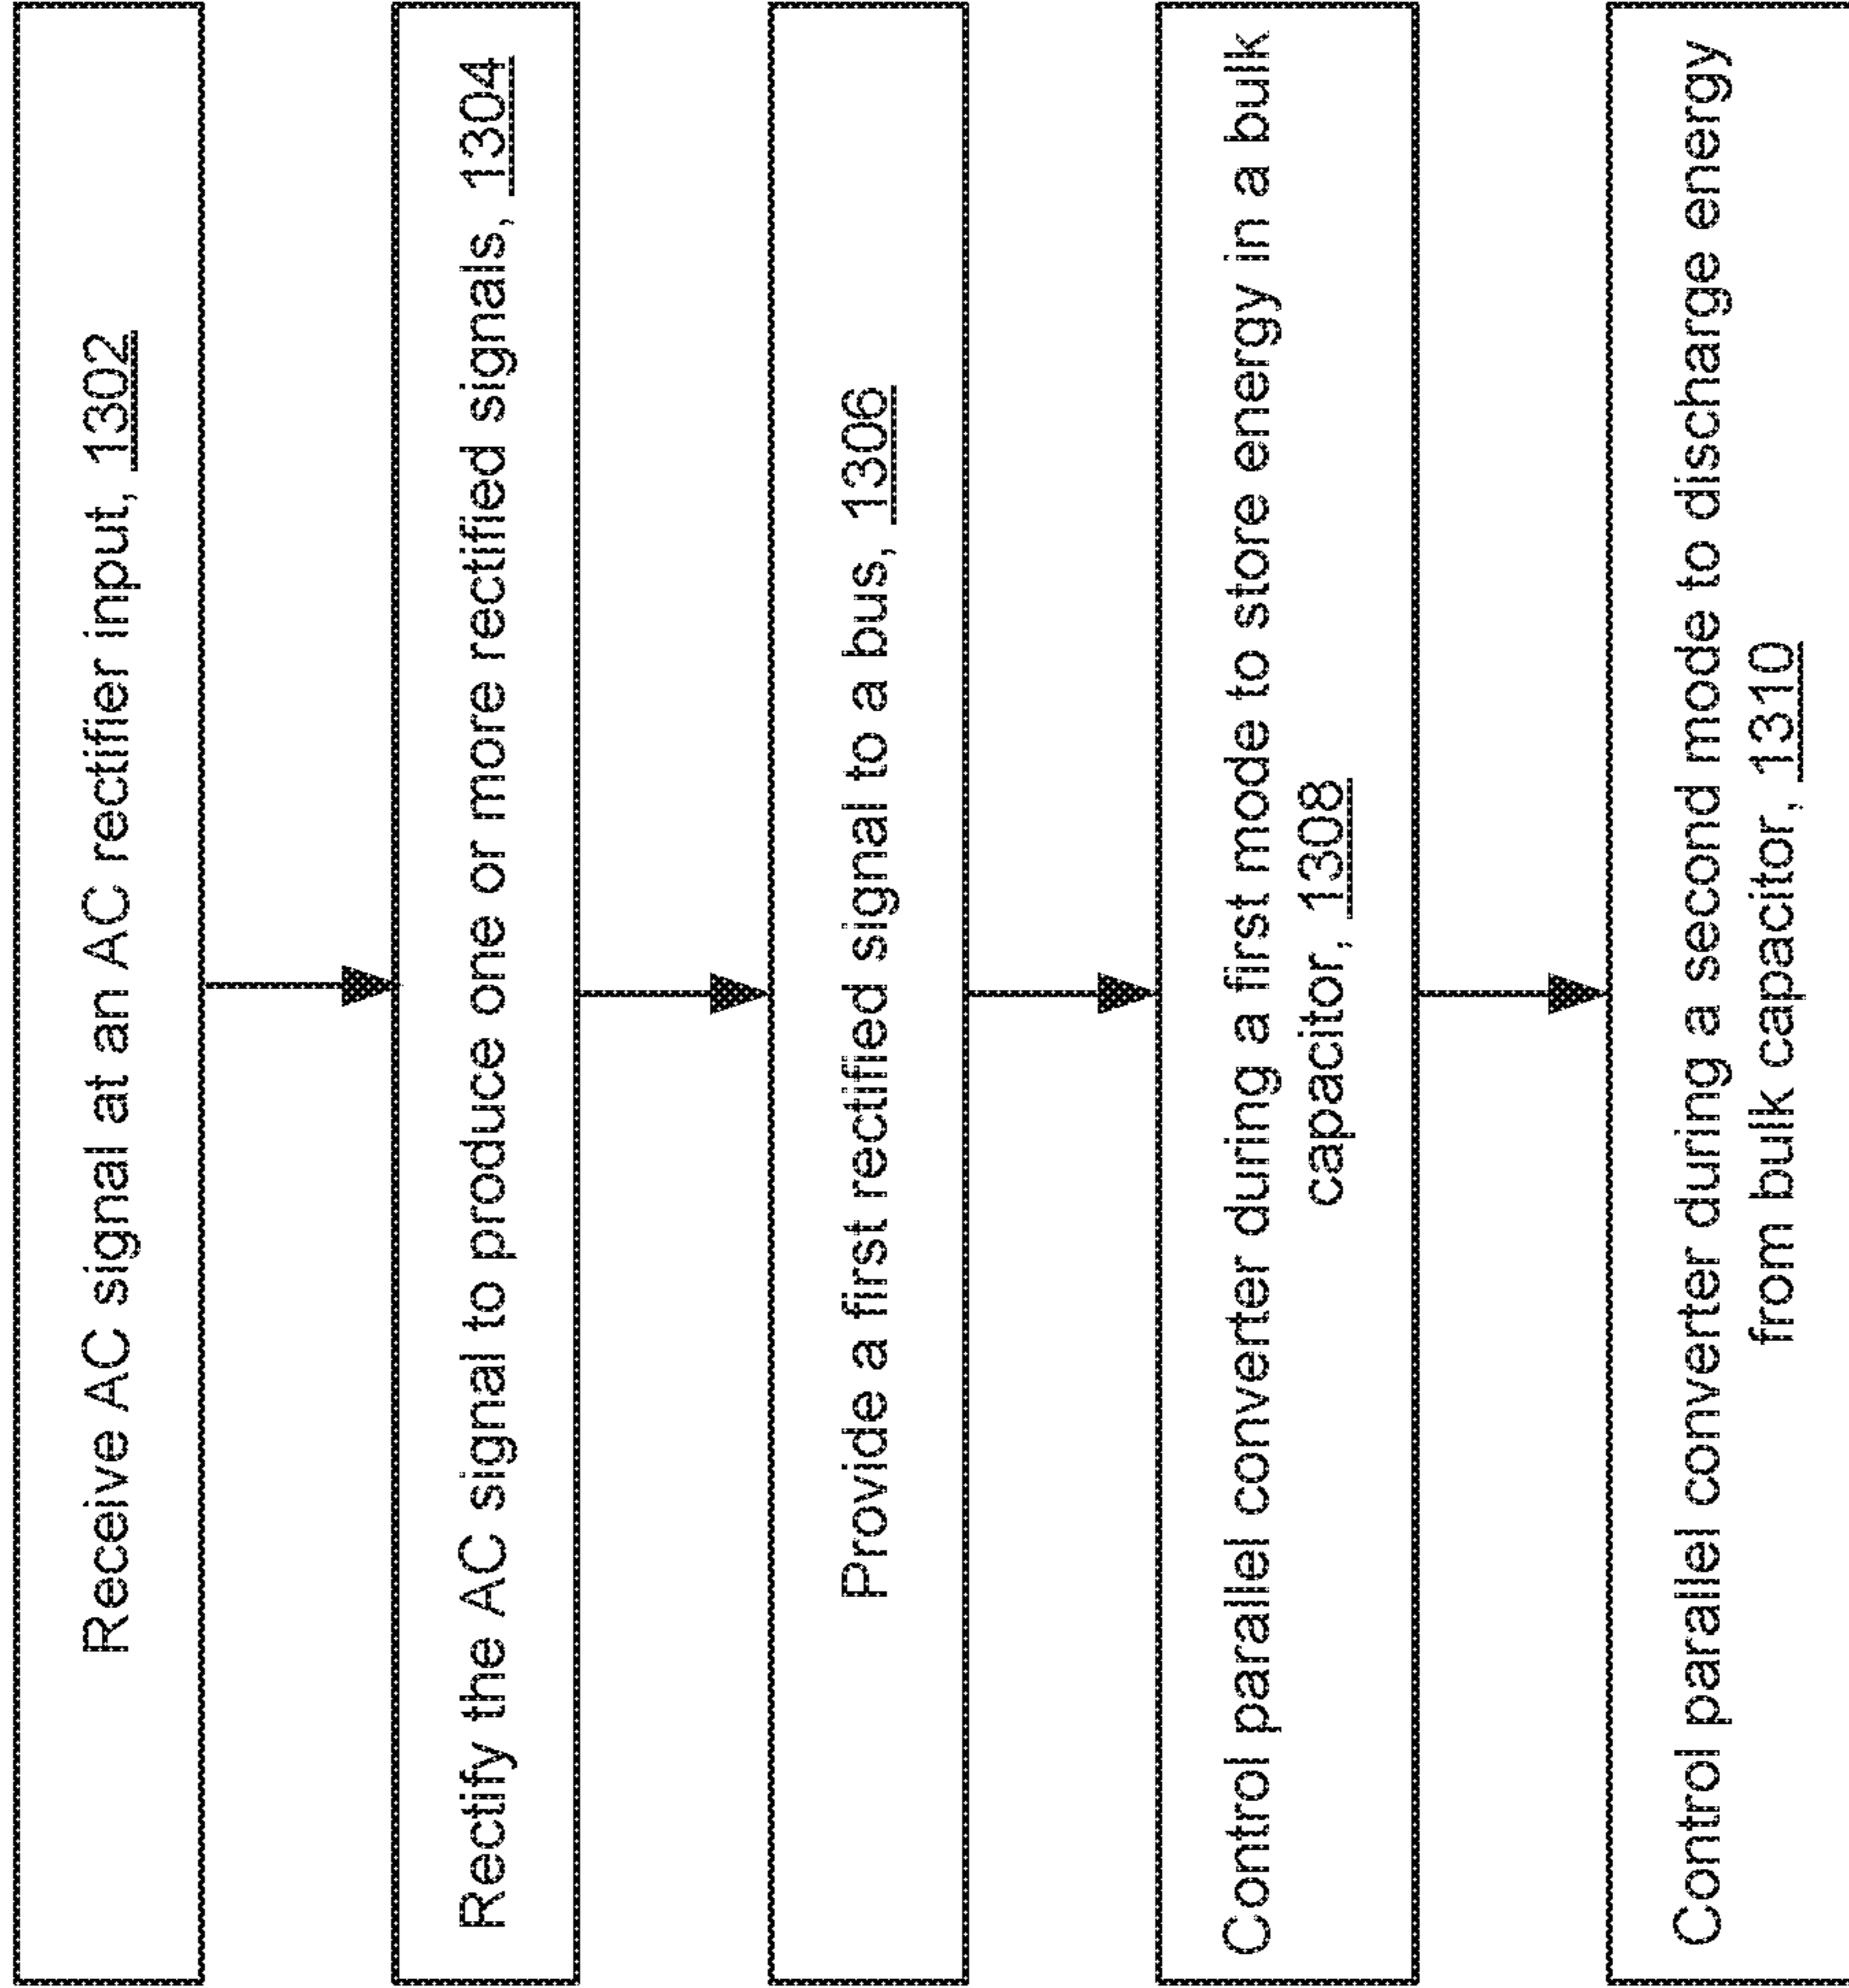 Receive AC signal at an AC rectifier input, 1302
Rectify the AC signal to produce one or more rectified signals, 1304
Provide a first rectified signal to a bus, 1306
Control parallel converter during a first mode to store energy in a bulk
capacitor, 1308
Control parallel converter during a second mode to discharge energy
from bulk capacitor, 1310